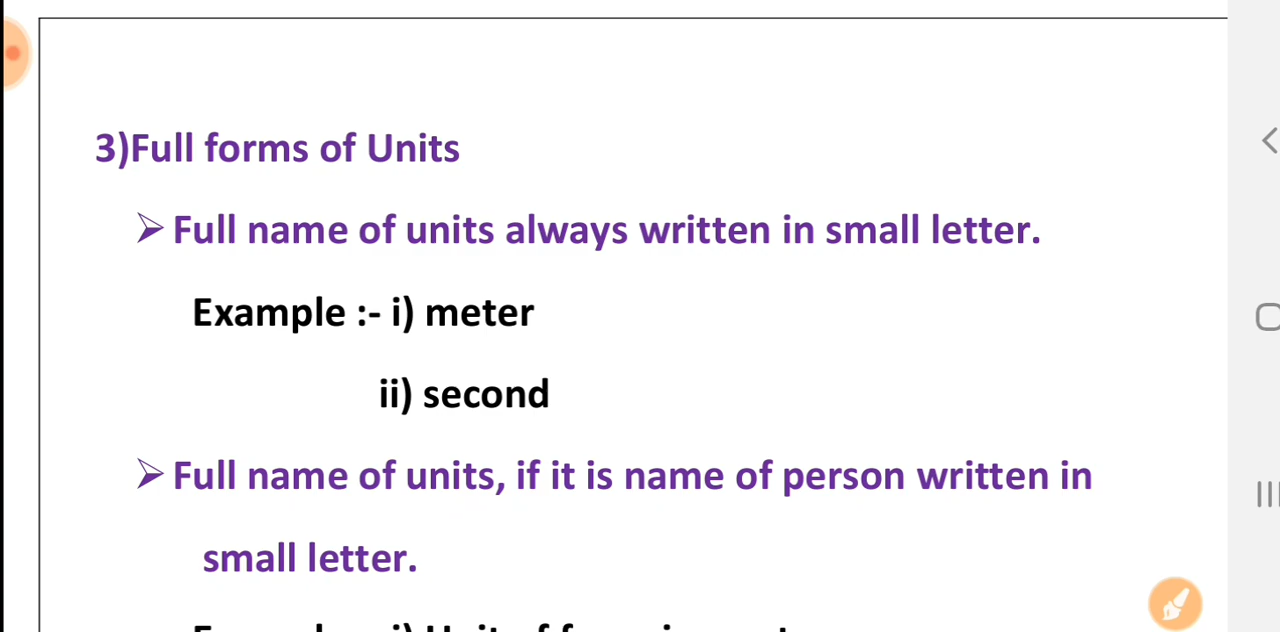 3)Full forms of Units
➢ Full name of units always written in small letter.
Example :- i) meter
ii) second
➢ Full name of units, if it is name of person written in
small letter.